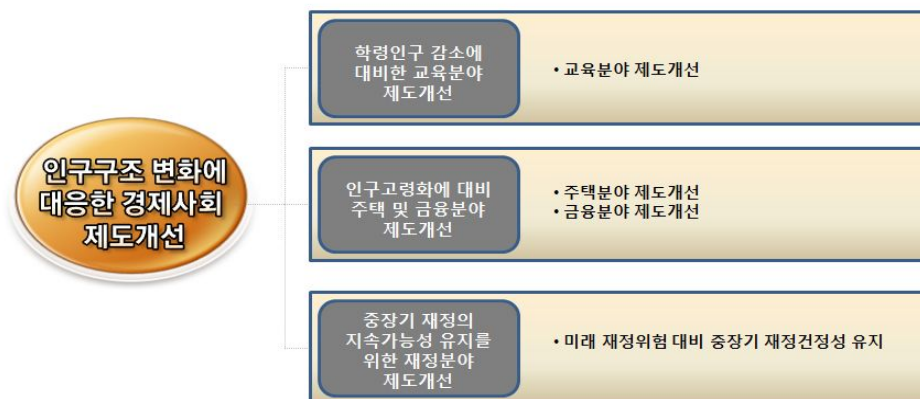 인구구조 변화에
대응한 경제사회
제도개선
학령인구 감소에
대비한 교육분야
제도개선
• 교육분야 제도개선
인구고령화에 대비
주택 및 금융분야
제도개선
• 주택분야 제도개선
• 금융분야 제도개선
중장기 재정의
지속가능성 유지를
위한 재정분야
제도개선
• 미래 재정위험 대비 중장기 재정건정성 유지